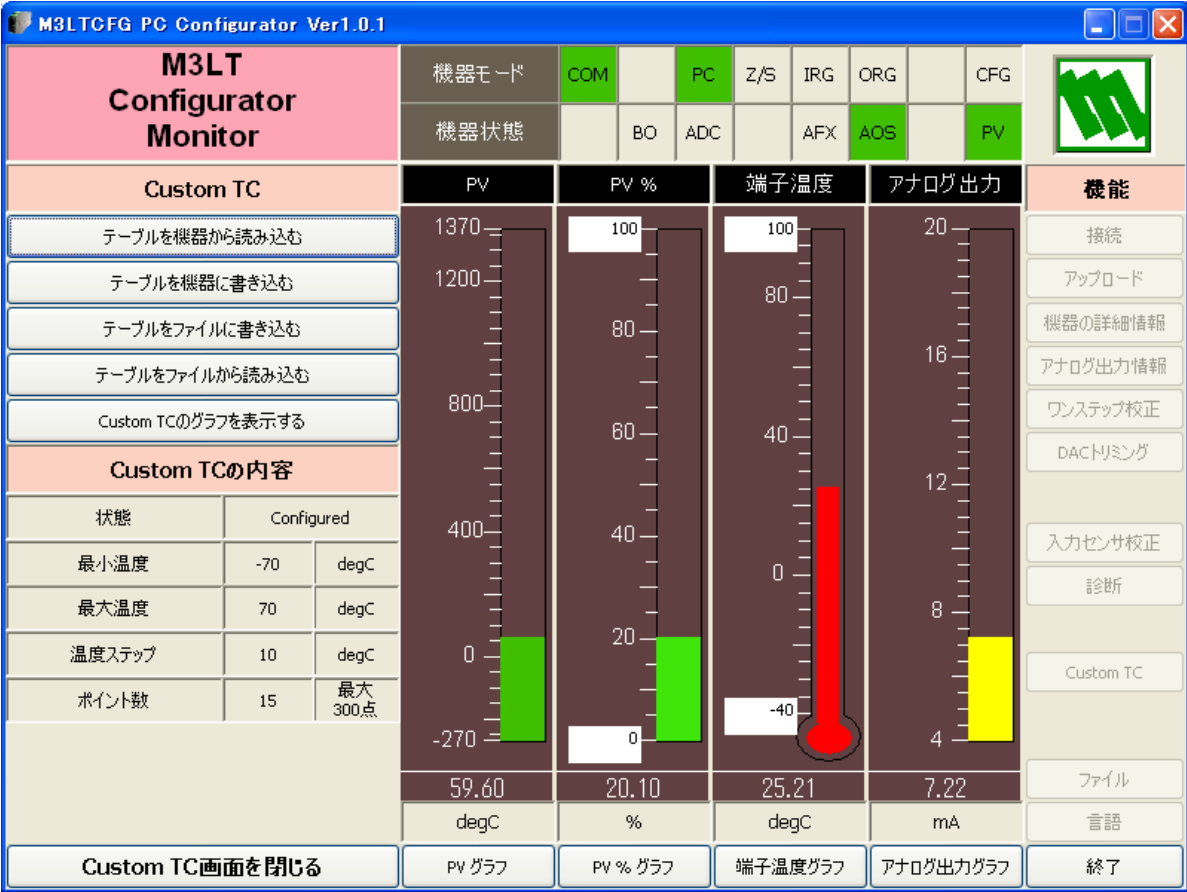 M3LTCFG PC Configurator Ver1.0.1
M3LT
Configurator
Monitor
機器モード
COM
PC
Z/S
IRG
ORG
CFG
機器状態
BO
ADC
AFX
AOS
PV
Custom TC
テーブルを機器から読み込む
テーブルを機器に書き込む
テーブルをファイルに書き込む
テーブルをファイルから読み込む
Custom TCのグラフを表示する
Custom TCの内容
状態
Configured
最小温度
-70
degC
最大温度
70
degC
温度ステップ
10
degC
ポイント数
15
最大
300点
Custom TC画面を閉じる
PV
1370
1200
800
400
0
-270
59.60
degC
PV グラフ
PV %
100
80
60
40
20
0
20.10
%
PV % グラフ
端子温度
100
80
40
0
-40
25.21
degC
端子温度グラフ
アナログ出力
20
16
12
8
4
7.22
mA
アナログ出力グラフ
機能
接続
アップロード
機器の詳細情報
アナログ出力情報
ワンステップ校正
DACトリミング
入力センサ校正
診断
Custom TC
ファイル
言語
終了